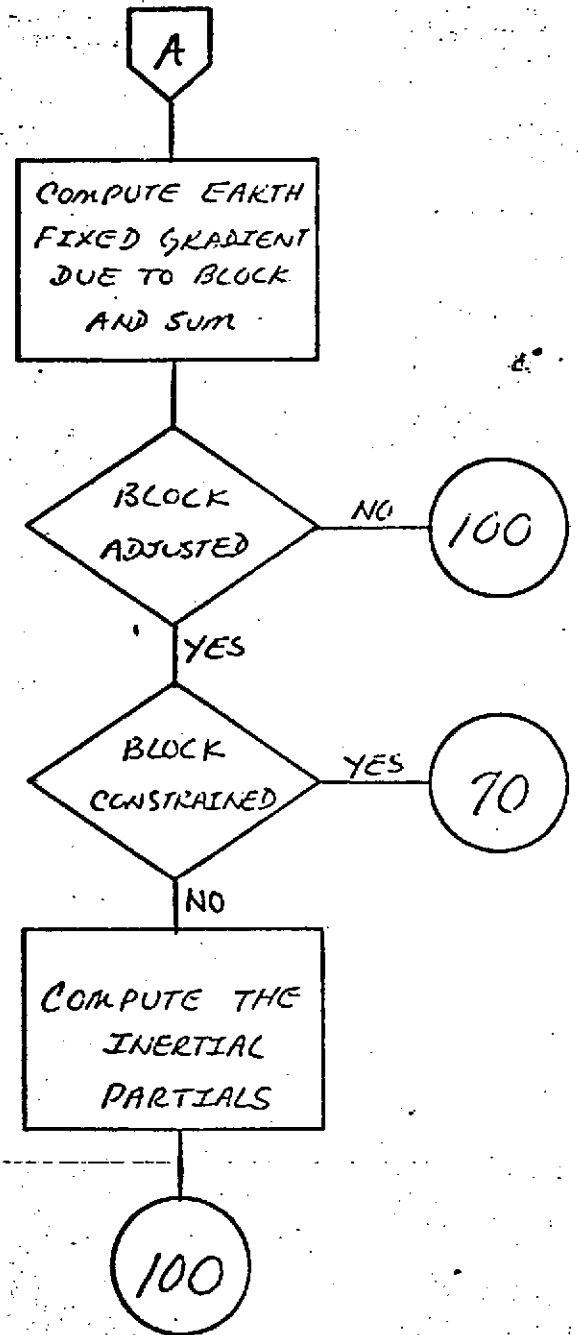 A
COMPUTE EARTH
FIXED GRADIENT
DUE TO BLOCK
AND SUM
BLOCK
ADJUSTED
NO
100
YES
BLOCK
CONSTRAINED
YES
70
NO
COMPUTE THE
INERTIAL
PARTIALS
100